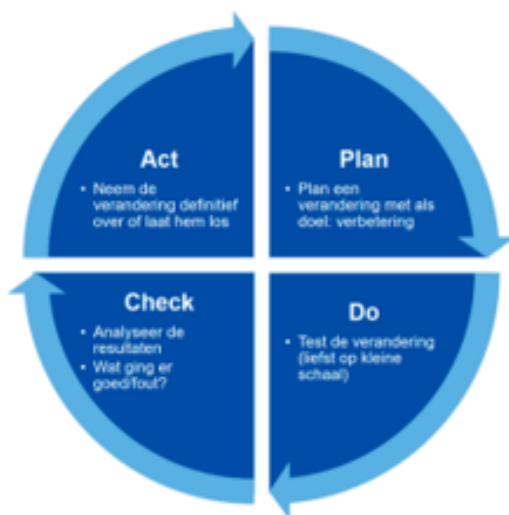 Act
• Neem de
verandering definitief
over of laat hem los
Plan
• Plan een
verandering met als
doel: verbetering
Check
• Analyseer de
resultaten
• Wat ging er
goed/fout?
Do
• Test de verandering
(liefst op kleine
schaal)